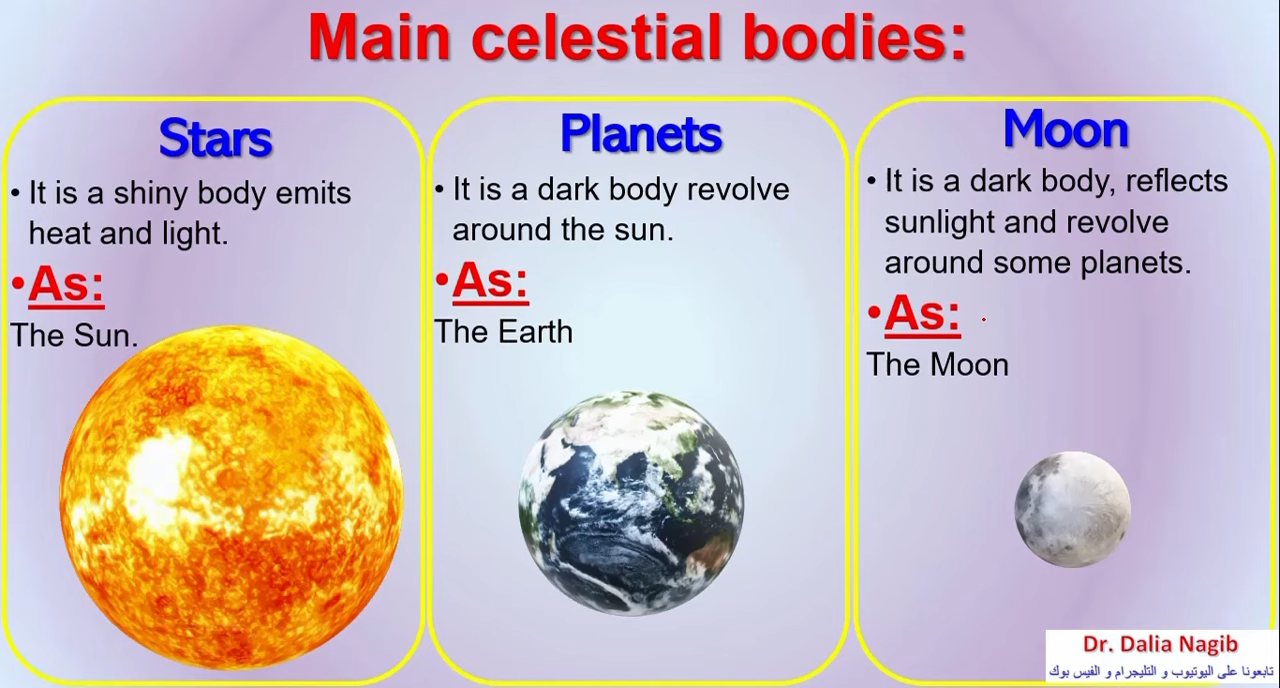 Main celestial bodies:
Stars
• It is a shiny body emits
heat and light.
•As:
The Sun.
Planets
• It is a dark body revolve
around the sun.
•As:
The Earth
Moon
• It is a dark body, reflects
sunlight and revolve
around some planets.
•As:
The Moon
Dr. Dalia Nagib
تابعونا على اليوتيوب و التليجرام و الفيس بوك